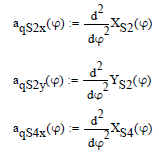 a_qS2x(φ) := d²/dφ² X_S2(φ)
a_qS2y(φ) := d²/dφ² Y_S2(φ)
a_qS4x(φ) := d²/dφ² X_S4(φ)